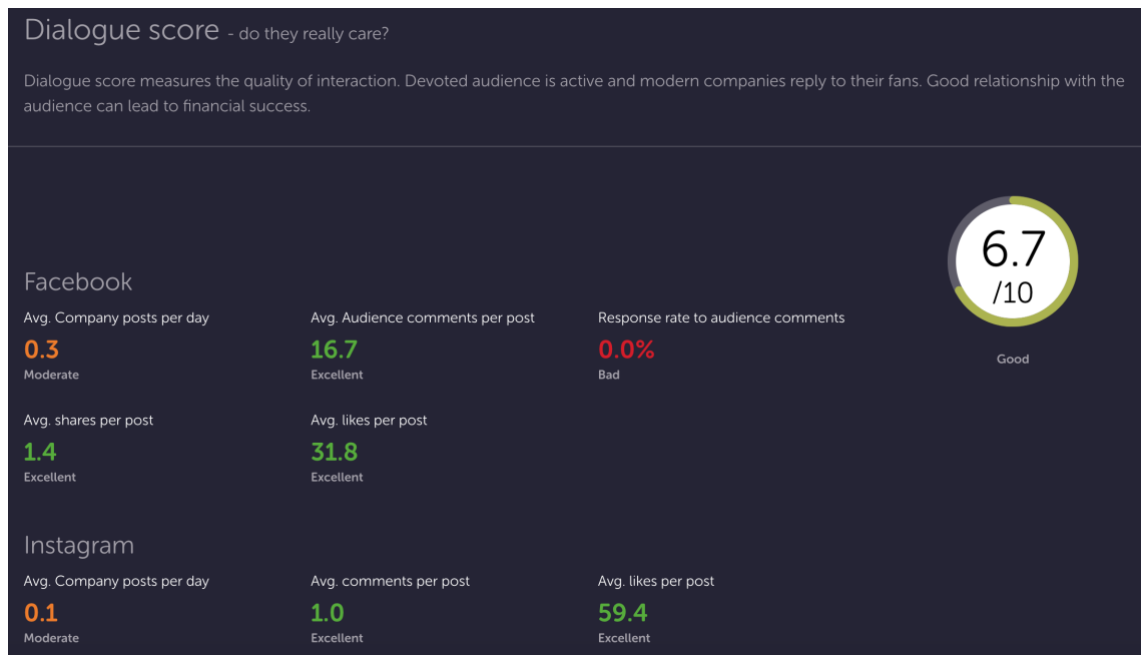 Dialogue score - do they really care?
Dialogue score measures the quality of interaction. Devoted audience is active and modern companies reply to their fans. Good relationship with the
audience can lead to financial success.
6.7
/10
Good
Facebook
Avg. Company posts per day
0.3
Moderate
Avg. Audience comments per post
16.7
Excellent
Response rate to audience comments
0.0%
Bad
Avg. shares per post
1.4
Excellent
Avg. likes per post
31.8
Excellent
Instagram
Avg. Company posts per day
0.1
Moderate
Avg. comments per post
1.0
Excellent
Avg. likes per post
59.4
Excellent